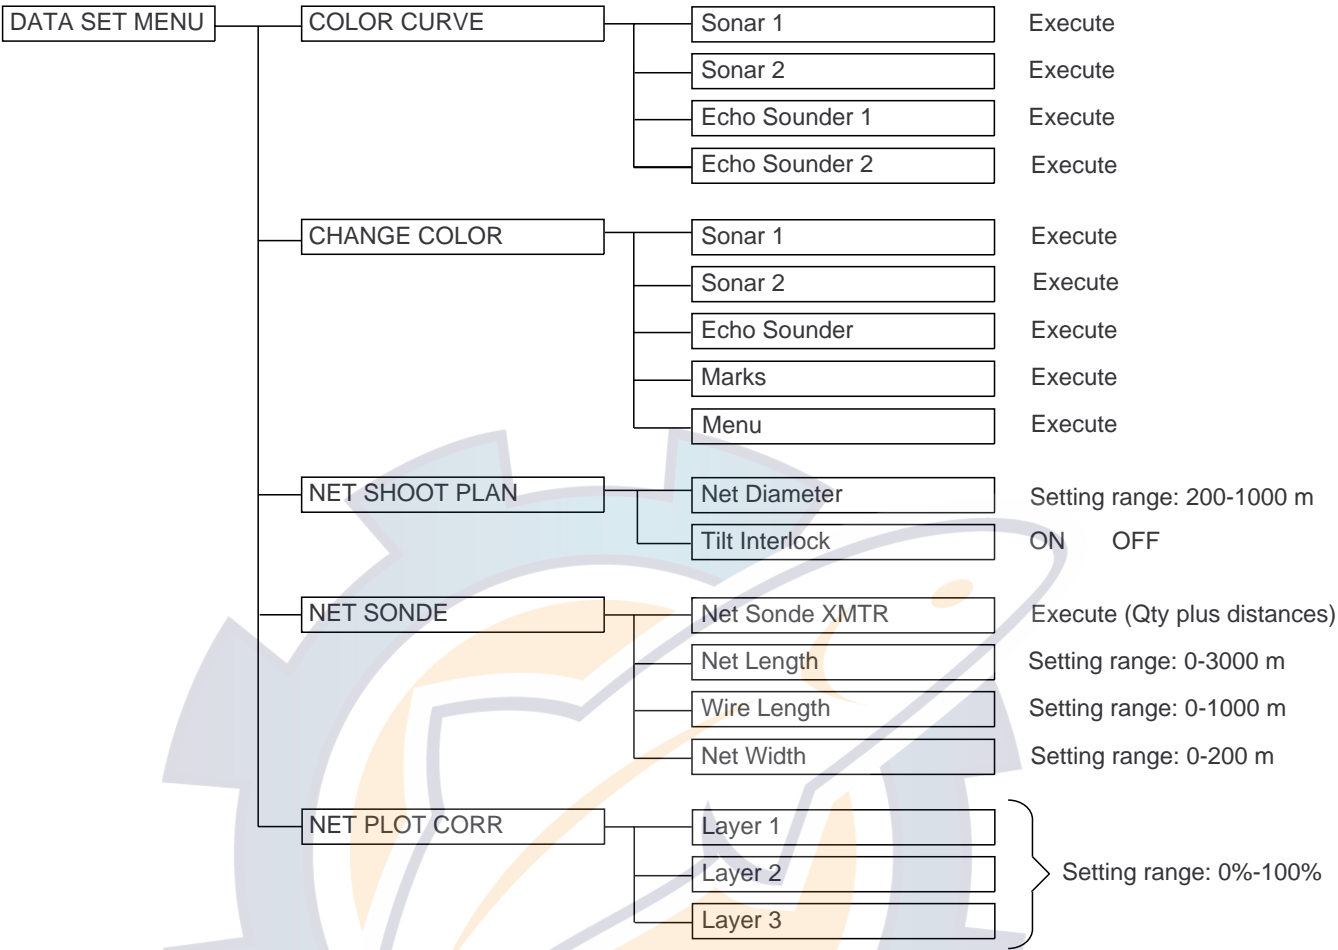 DATA SET MENU COLOR CURVE Sonar 1 Execute
Sonar 2 Execute
Echo Sounder 1 Execute
Echo Sounder 2 Execute
CHANGE COLOR Sonar 1 Execute
Sonar 2 Execute
Echo Sounder Execute
Marks Execute
Menu Execute
NET SHOOT PLAN Net Diameter Setting range: 200-1000 m
Tilt Interlock ON OFF
NET SONDE Net Sonde XMTR Execute (Qty plus distances)
Net Length Setting range: 0-3000 m
Wire Length Setting range: 0-1000 m
Net Width Setting range: 0-200 m
NET PLOT CORR Layer 1
Layer 2 Setting range: 0%-100%
Layer 3